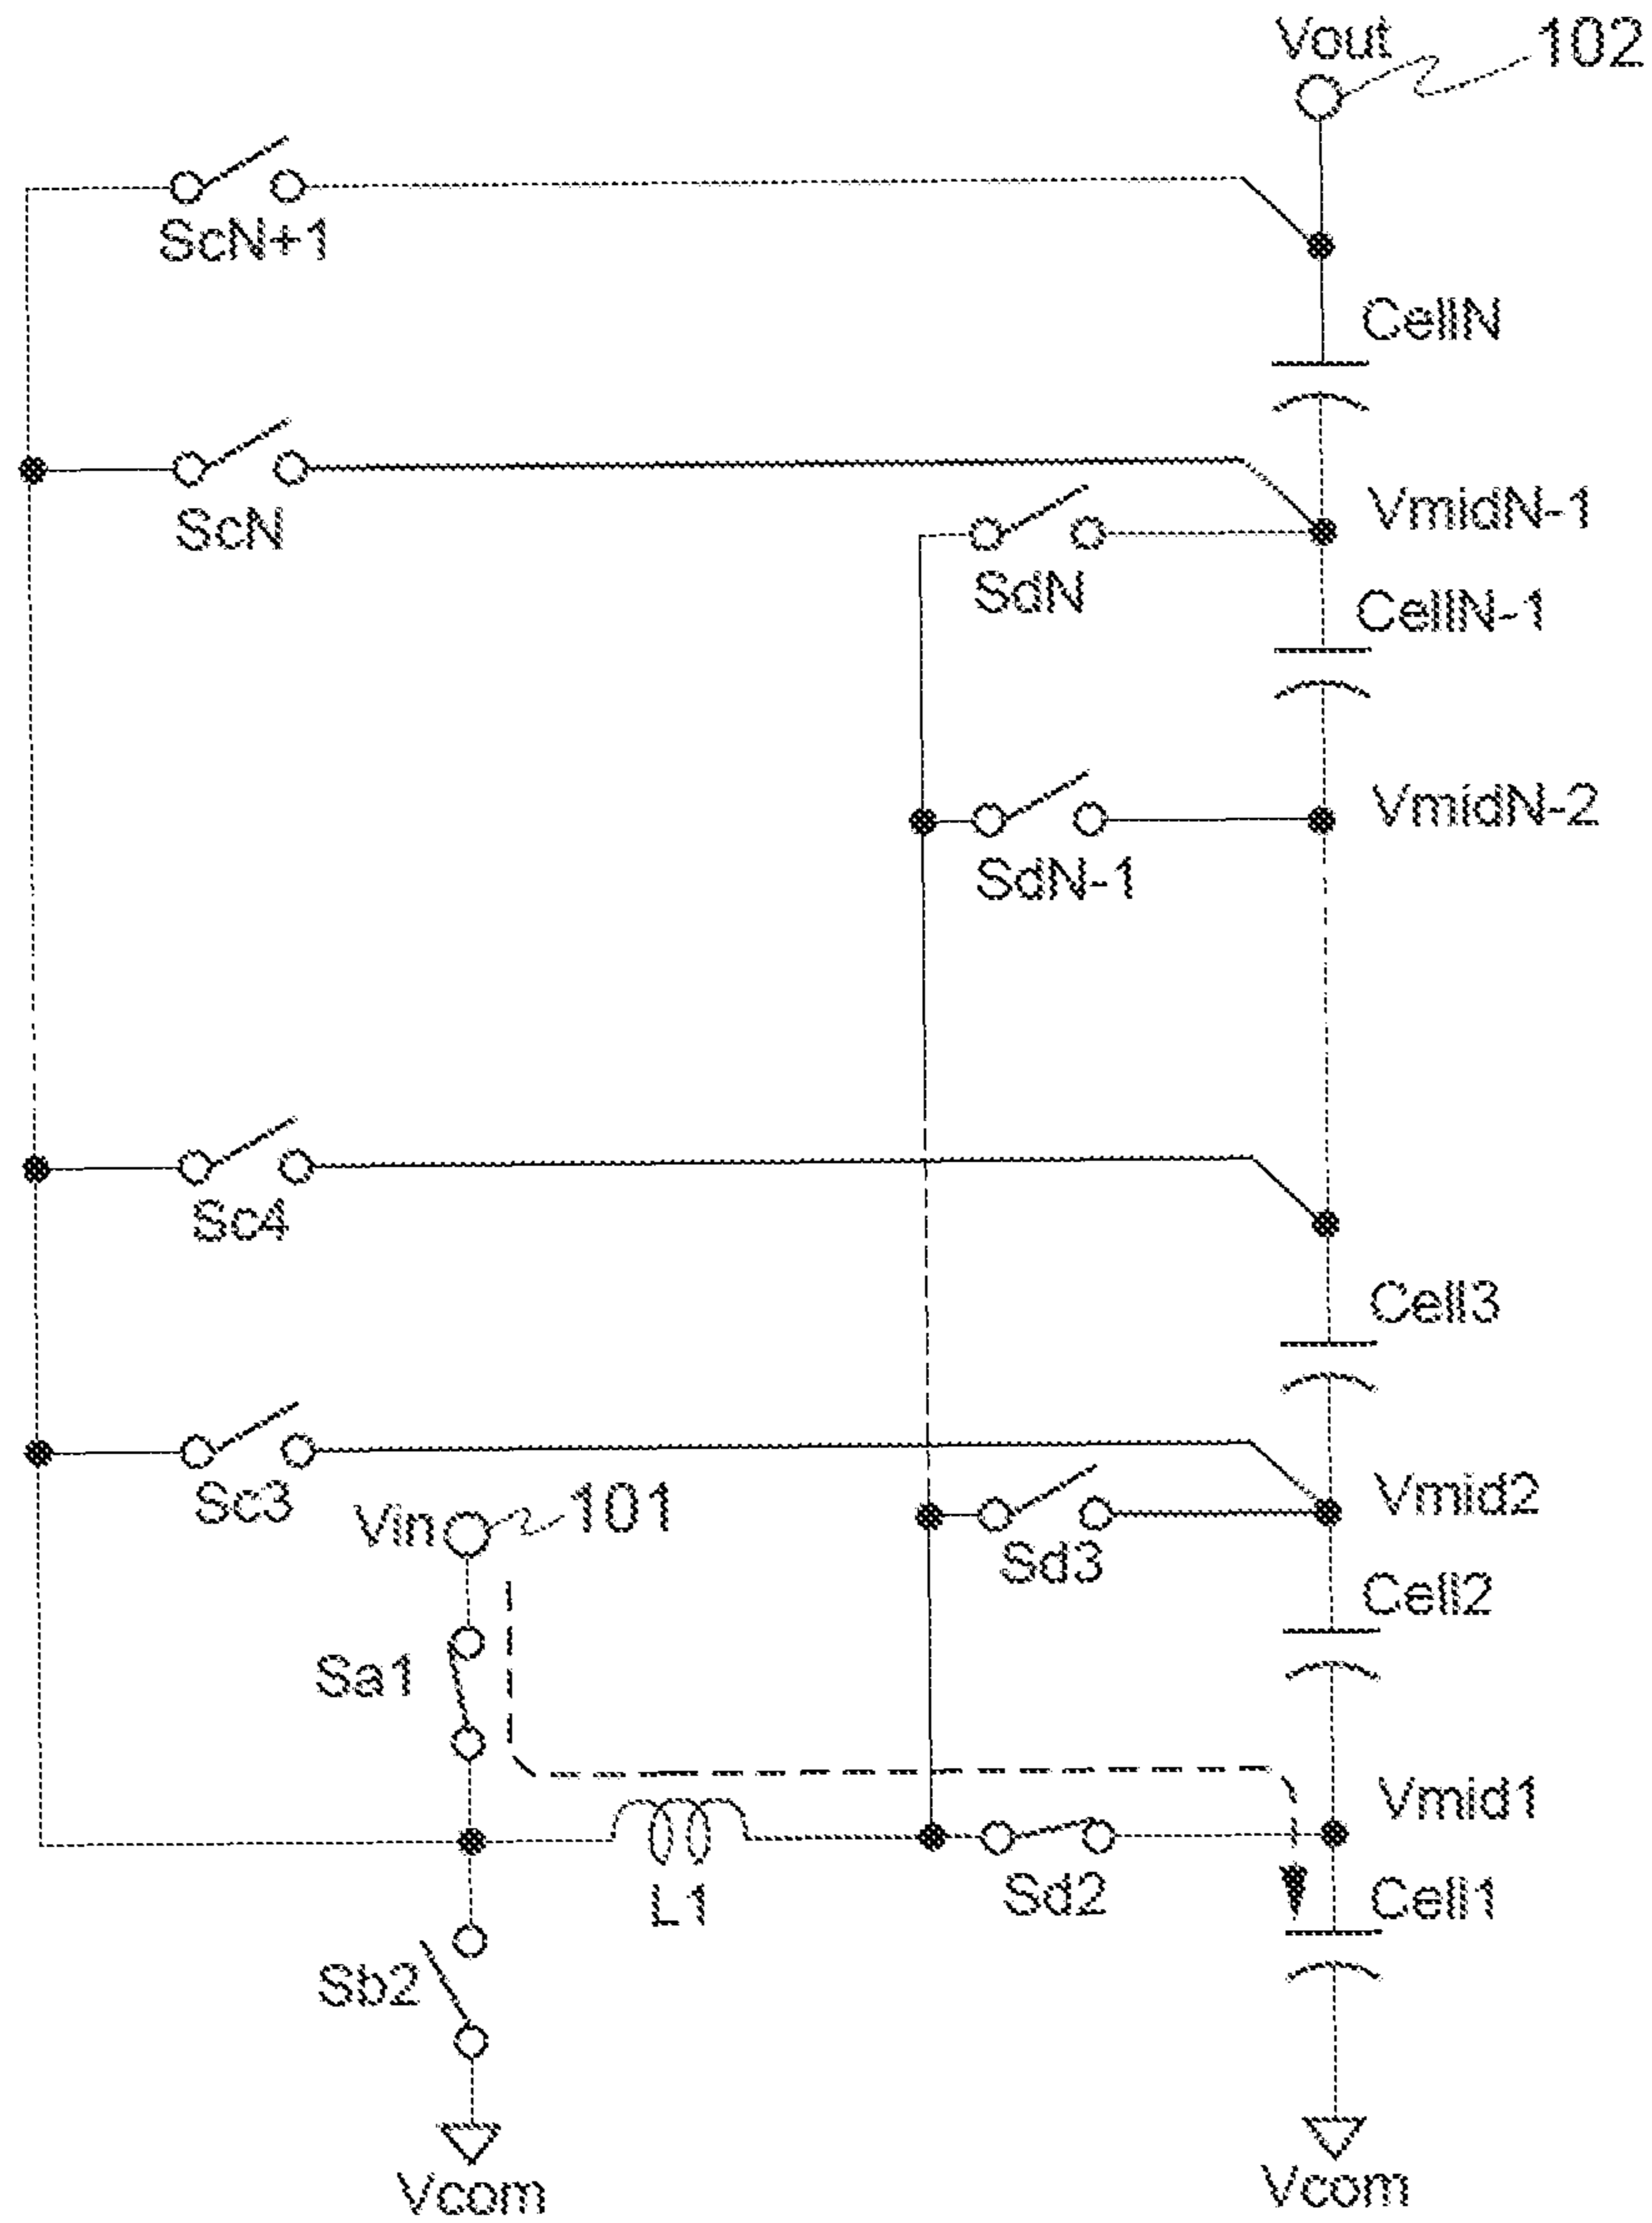 Vout 102
ScN+1
CellN
ScN
VmidN-1
SdN
CellN-1
VmidN-2
SdN-1
Sc4
Cell3
Sc3
Vmid2
Vin 101
Sd3
Cell2
Sa1
Vmid1
L1
Sd2
Cell1
Sb2
Vcom
Vcom